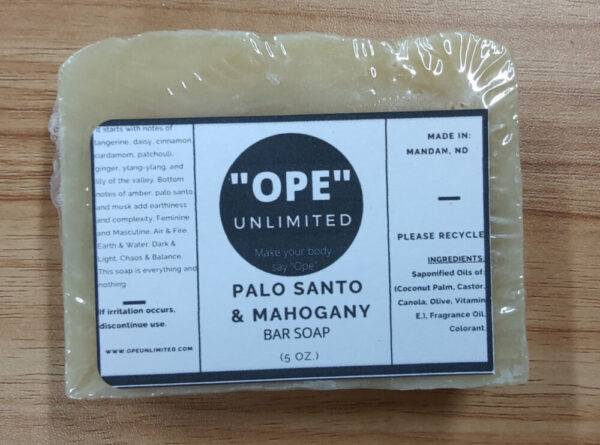 It starts with notes of
tangerine, daisy, cinnamon,
cardamom, patchouli,
ginger, ylang-ylang, and
lily of the valley. Bottom
notes of amber, palo santo
and musk add earthiness
and complexity. Feminine
and Masculine, Air & Fire
Earth & Water, Dark &
Light, Chaos & Balance.
This soap is everything and
nothing
If irritation occurs,
discontinue use.
WWW.OPEUNLIMITED.COM
"OPE"
UNLIMITED
Make your body
say "Ope"
PALO SANTO
& MAHOGANY
BAR SOAP
(5 OZ.)
MADE IN:
MANDAN, ND
PLEASE RECYCLE
INGREDIENTS:
Saponified Oils of:
(Coconut Palm, Castor,
Canola, Olive, Vitamin
E.), Fragrance Oil,
Colorant.